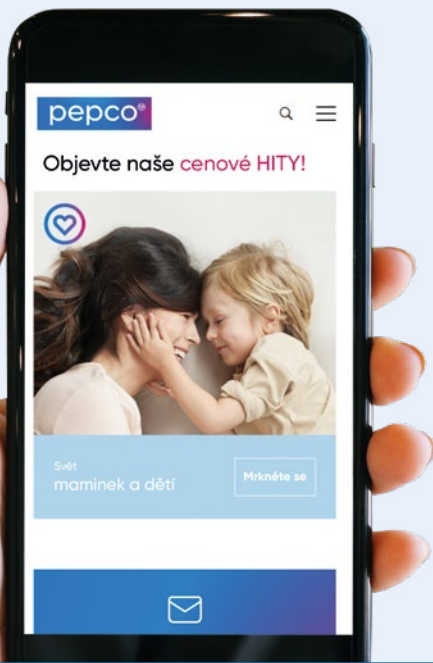 pepco®
Objevte naše cenové HITY!
Svět
maminek a dětí
Mrkněte se